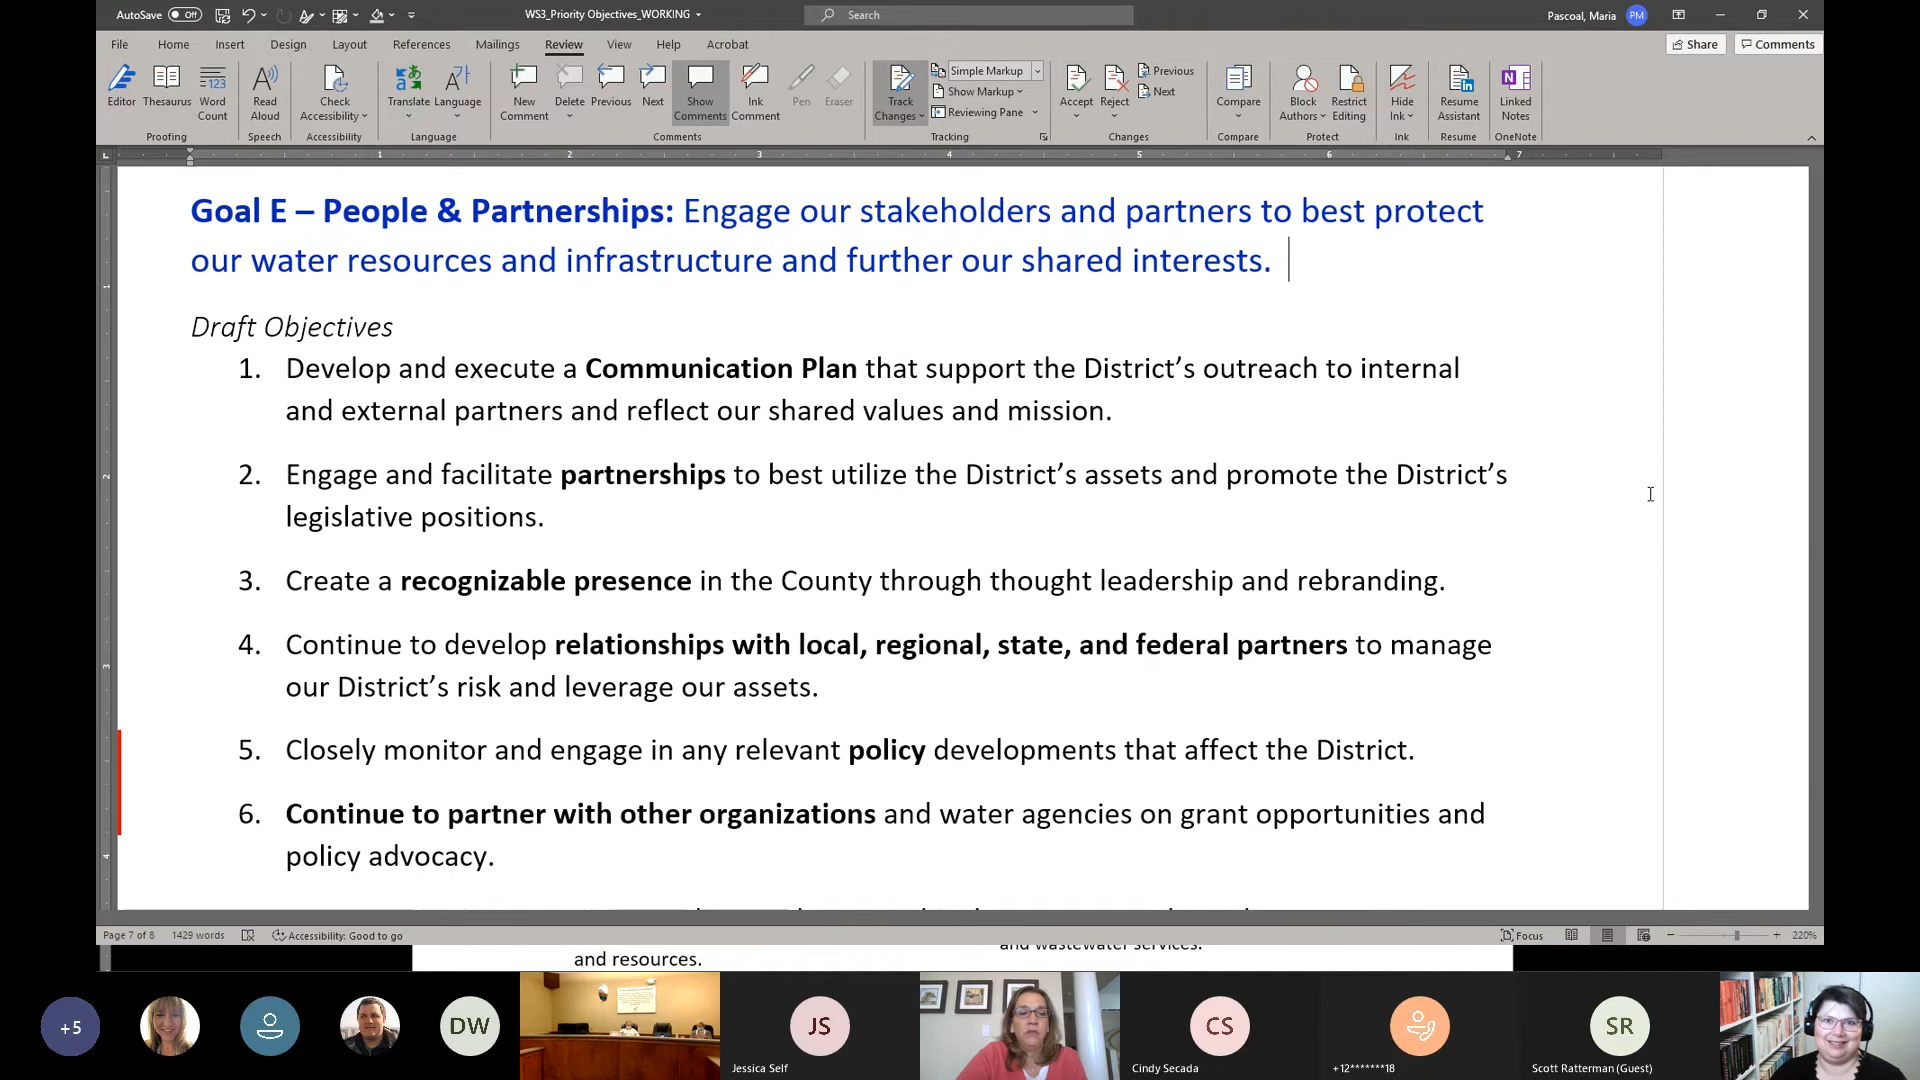 AutoSave Off
WS3_Priority Objectives_WORKING
Search
Pascoal, Maria PM
File Home Insert Design Layout References Mailings Review View Help Acrobat
Share Comments
Editor Thesaurus Word Count
Proofing
Read Aloud
Speech
Check Accessibility
Accessibility
Translate Language
Language
New Comment Delete Previous Next Show Comments Ink Comment Pen Eraser
Comments
Track Changes
Simple Markup
Show Markup
Reviewing Pane
Tracking
Accept Reject Previous Next
Changes
Compare
Compare
Block Authors Restrict Editing
Protect
Hide Ink
Ink
Resume Assistant
Resume
Linked Notes
OneNote
1 2 3 4 5 6 7
Goal E – People & Partnerships: Engage our stakeholders and partners to best protect
our water resources and infrastructure and further our shared interests.
Draft Objectives
1. Develop and execute a Communication Plan that support the District’s outreach to internal
and external partners and reflect our shared values and mission.
2. Engage and facilitate partnerships to best utilize the District’s assets and promote the District’s
legislative positions.
3. Create a recognizable presence in the County through thought leadership and rebranding.
4. Continue to develop relationships with local, regional, state, and federal partners to manage
our District’s risk and leverage our assets.
5. Closely monitor and engage in any relevant policy developments that affect the District.
6. Continue to partner with other organizations and water agencies on grant opportunities and
policy advocacy.
Page 7 of 8 1429 words Accessibility: Good to go
Focus 220%
and wastewater services.
and resources.
+5
DW
JS
Jessica Self
CS
Cindy Secada
+12*******18
SR
Scott Ratterman (Guest)